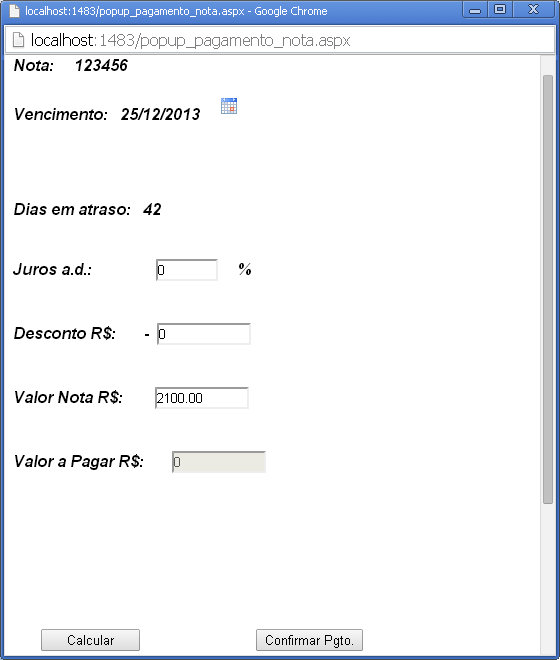 localhost:1483/popup_pagamento_nota.aspx - Google Chrome
localhost:1483/popup_pagamento_nota.aspx
Nota: 123456
Vencimento: 25/12/2013
Dias em atraso: 42
Juros a.d.: 0 %
Desconto R$: - 0
Valor Nota R$: 2100.00
Valor a Pagar R$: 0
Calcular Confirmar Pgto.